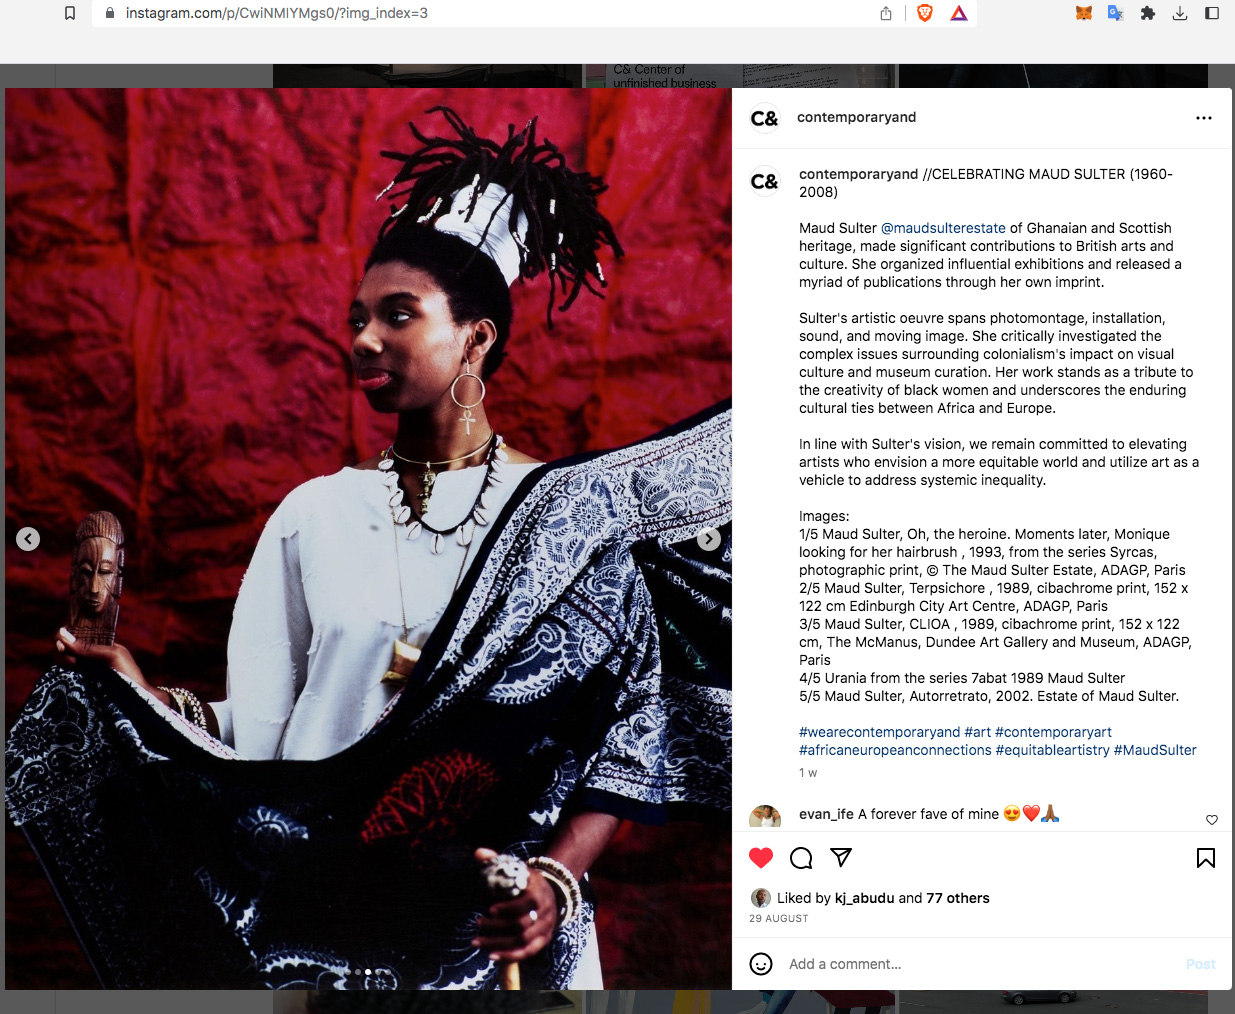 instagram.com/p/CwiNMIYMgs0/?img_index=3
C& Center of
unfinished business
C& contemporaryand
C& contemporaryand //CELEBRATING MAUD SULTER (1960-
2008)
Maud Sulter @maudsulterestate of Ghanaian and Scottish
heritage, made significant contributions to British arts and
culture. She organized influential exhibitions and released a
myriad of publications through her own imprint.
Sulter's artistic oeuvre spans photomontage, installation,
sound, and moving image. She critically investigated the
complex issues surrounding colonialism's impact on visual
culture and museum curation. Her work stands as a tribute to
the creativity of black women and underscores the enduring
cultural ties between Africa and Europe.
In line with Sulter's vision, we remain committed to elevating
artists who envision a more equitable world and utilize art as a
vehicle to address systemic inequality.
Images:
1/5 Maud Sulter, Oh, the heroine. Moments later, Monique
looking for her hairbrush , 1993, from the series Syrcas,
photographic print, © The Maud Sulter Estate, ADAGP, Paris
2/5 Maud Sulter, Terpsichore , 1989, cibachrome print, 152 x
122 cm Edinburgh City Art Centre, ADAGP, Paris
3/5 Maud Sulter, CLIOA , 1989, cibachrome print, 152 x 122
cm, The McManus, Dundee Art Gallery and Museum, ADAGP,
Paris
4/5 Urania from the series 7abat 1989 Maud Sulter
5/5 Maud Sulter, Autorretrato, 2002. Estate of Maud Sulter.
#wearecontemporaryand #art #contemporaryart
#africaneuropeanconnections #equitableartistry #MaudSulter
1 w
evan_ife A forever fave of mine 😍❤️🙏🏾
Liked by kj_abudu and 77 others
29 AUGUST
Add a comment...
Post